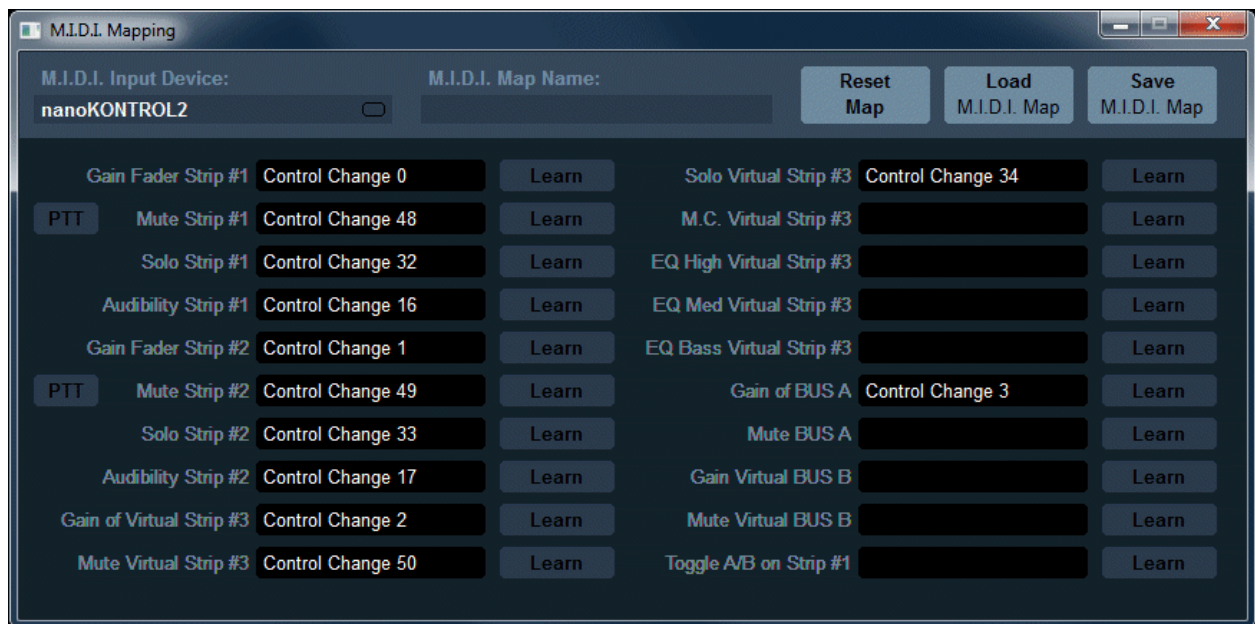 M.I.D.I. Mapping
M.I.D.I. Input Device:
nanoKONTROL2
M.I.D.I. Map Name:
Reset
Map
Load
M.I.D.I. Map
Save
M.I.D.I. Map
Gain Fader Strip #1 Control Change 0 Learn
PTT Mute Strip #1 Control Change 48 Learn
Solo Strip #1 Control Change 32 Learn
Audibility Strip #1 Control Change 16 Learn
Gain Fader Strip #2 Control Change 1 Learn
PTT Mute Strip #2 Control Change 49 Learn
Solo Strip #2 Control Change 33 Learn
Audibility Strip #2 Control Change 17 Learn
Gain of Virtual Strip #3 Control Change 2 Learn
Mute Virtual Strip #3 Control Change 50 Learn
Solo Virtual Strip #3 Control Change 34 Learn
M.C. Virtual Strip #3 Learn
EQ High Virtual Strip #3 Learn
EQ Med Virtual Strip #3 Learn
EQ Bass Virtual Strip #3 Learn
Gain of BUS A Control Change 3 Learn
Mute BUS A Learn
Gain Virtual BUS B Learn
Mute Virtual BUS B Learn
Toggle A/B on Strip #1 Learn